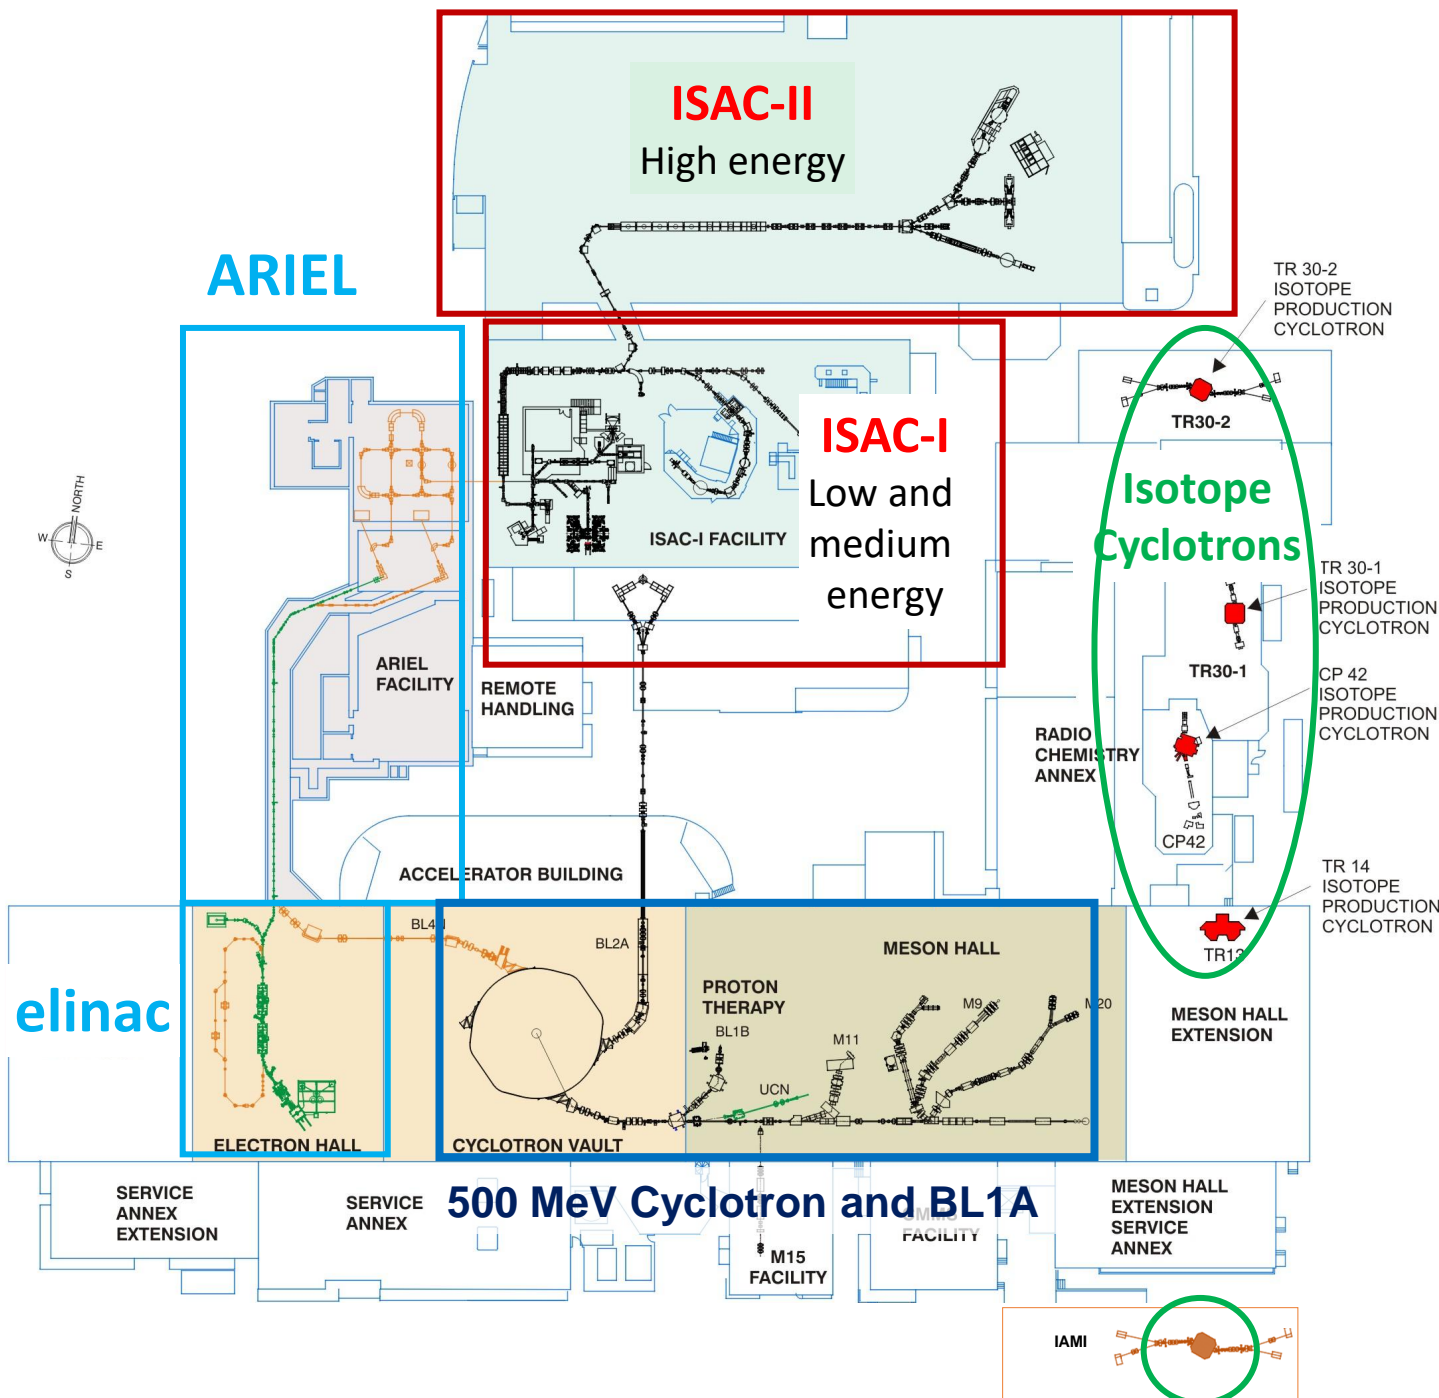 ISAC-II
High energy
ARIEL
TR 30-2
ISOTOPE
PRODUCTION
CYCLOTRON
TR30-2
ISAC-I
Low and
medium
energy
ISAC-I FACILITY
Isotope
Cyclotrons
NORTH
W
E
S
TR 30-1
ISOTOPE
PRODUCTION
CYCLOTRON
TR30-1
ARIEL
FACILITY
REMOTE
HANDLING
CP 42
ISOTOPE
PRODUCTION
CYCLOTRON
RADIO
CHEMISTRY
ANNEX
CP42
ACCELERATOR BUILDING
TR 14
ISOTOPE
PRODUCTION
CYCLOTRON
TR13
BL4N
BL2A
MESON HALL
elinac
PROTON
THERAPY
BL1B
M9
M20
M11
UCN
MESON HALL
EXTENSION
ELECTRON HALL
CYCLOTRON VAULT
500 MeV Cyclotron and BL1A
SERVICE
ANNEX
EXTENSION
SERVICE
ANNEX
M15
FACILITY
CMMS
FACILITY
MESON HALL
EXTENSION
SERVICE
ANNEX
IAMI